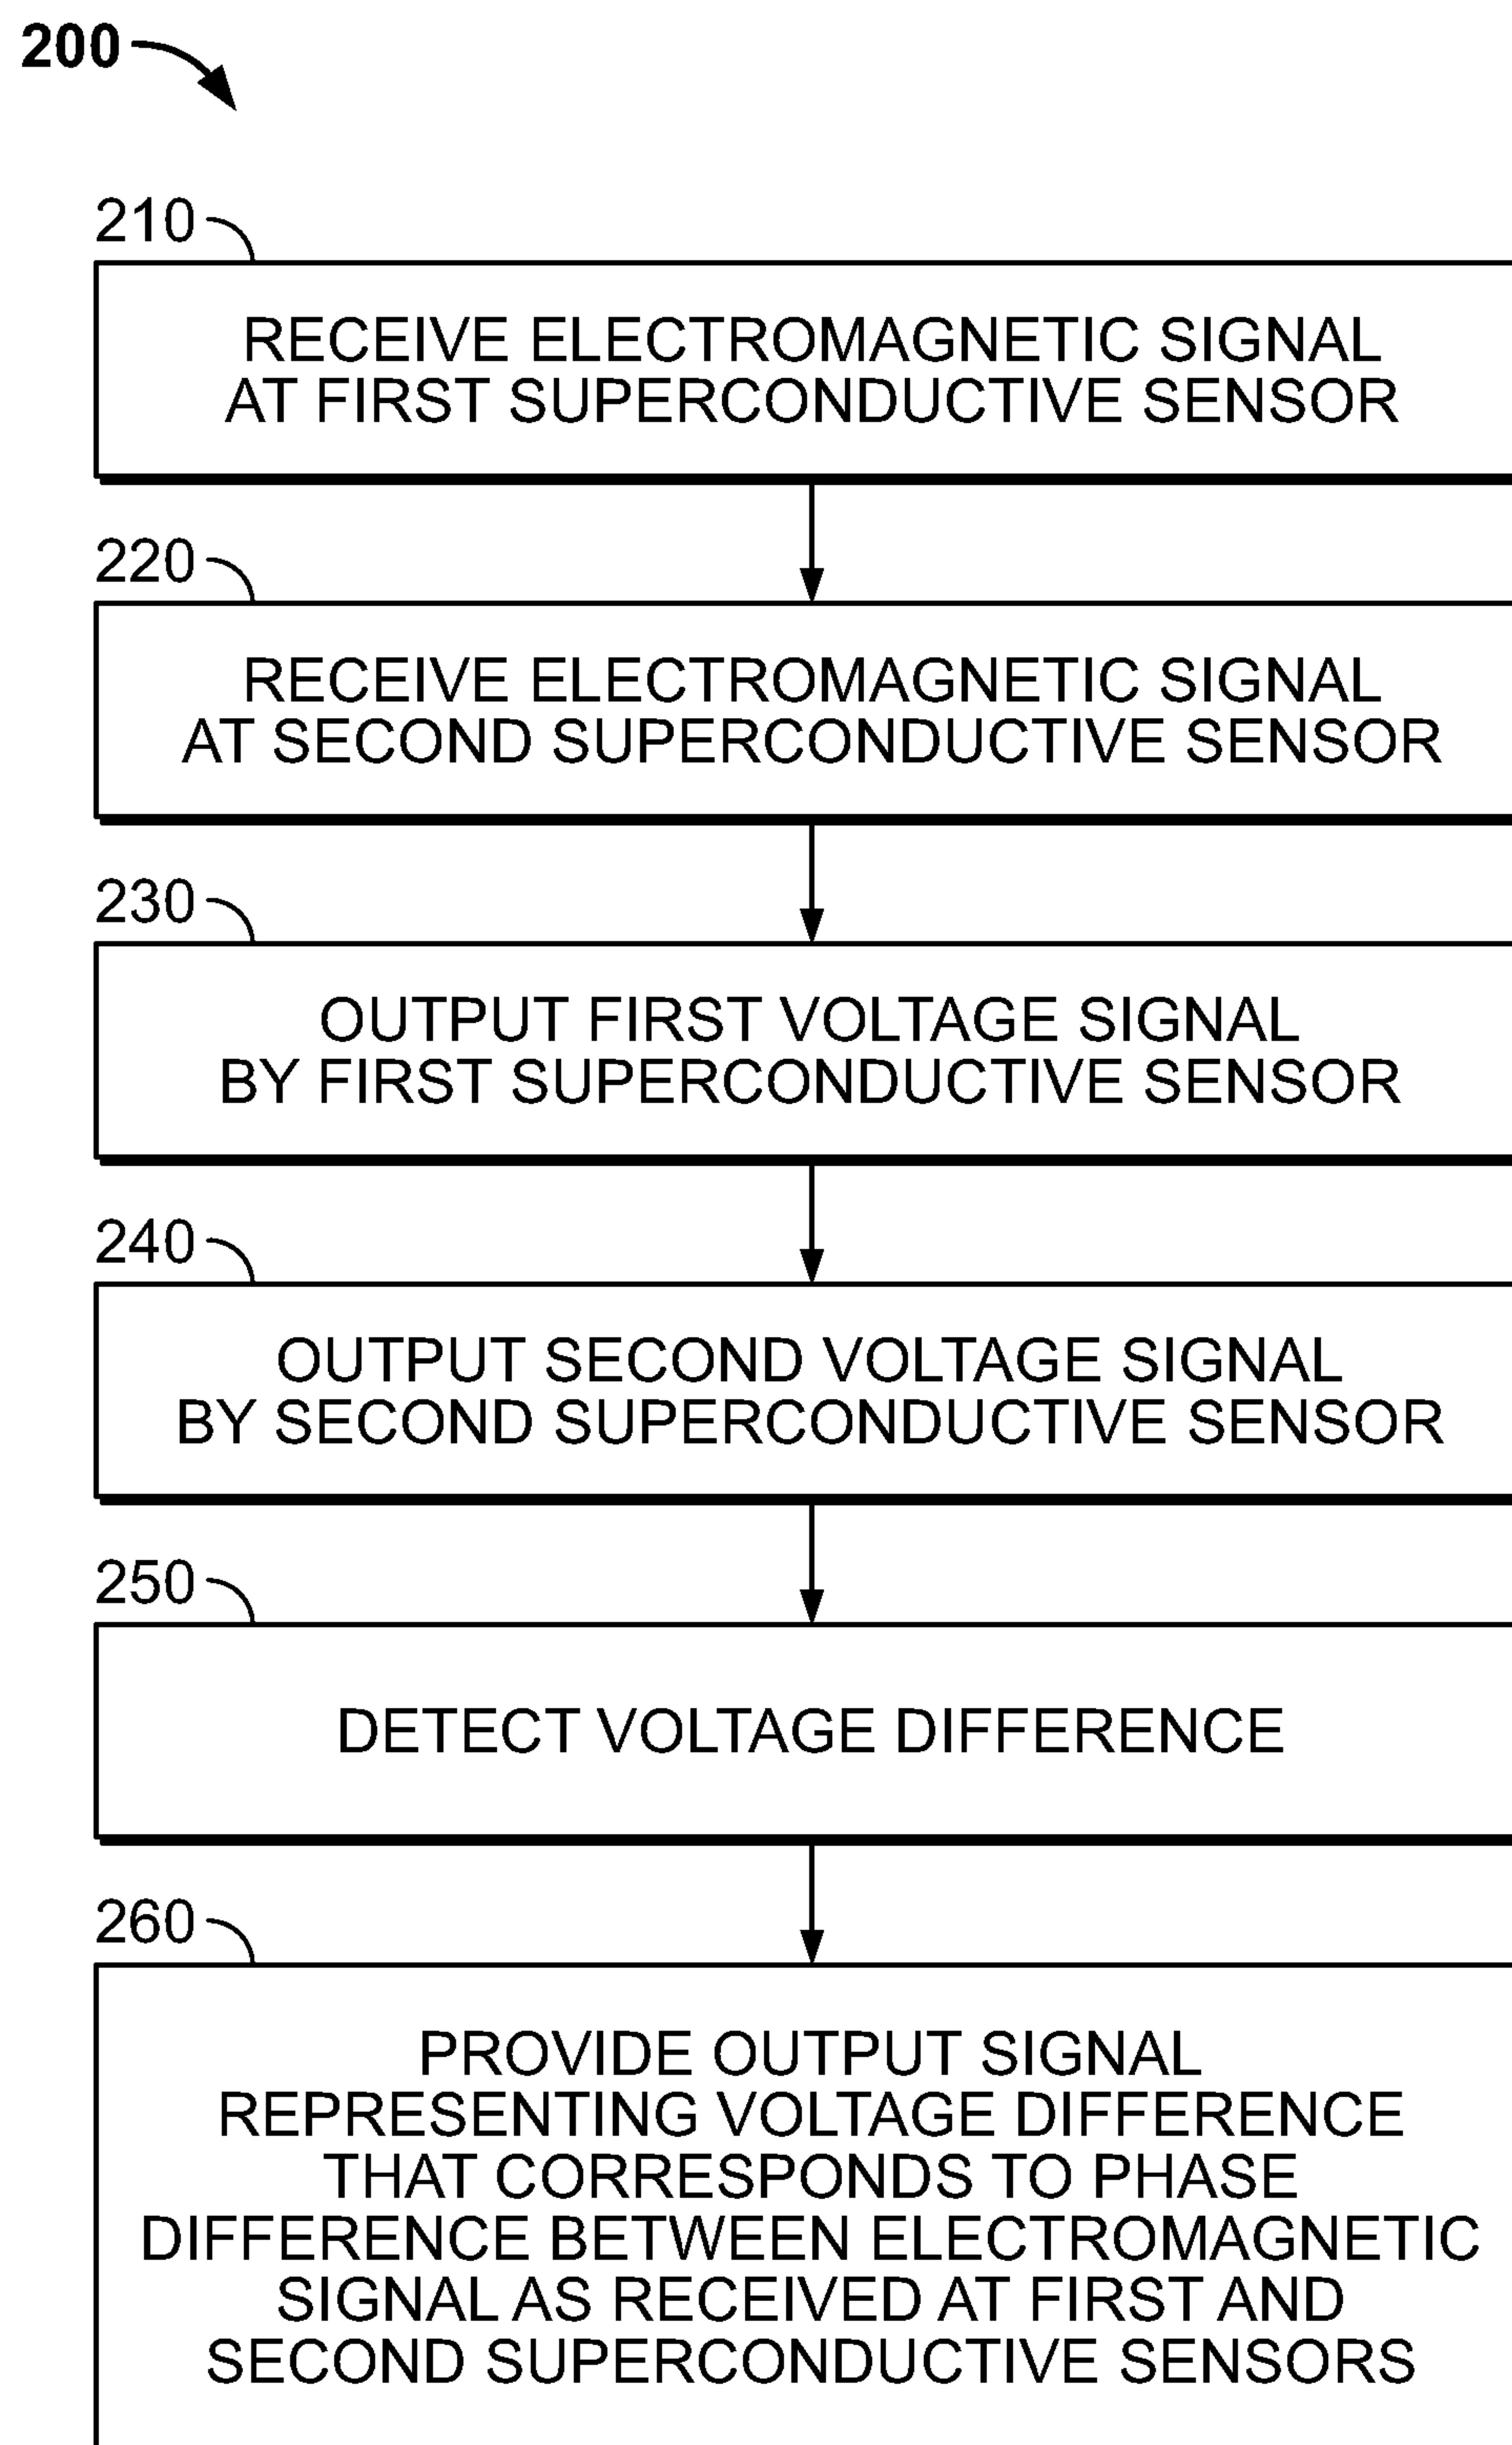 200
210
RECEIVE ELECTROMAGNETIC SIGNAL
AT FIRST SUPERCONDUCTIVE SENSOR
220
RECEIVE ELECTROMAGNETIC SIGNAL
AT SECOND SUPERCONDUCTIVE SENSOR
230
OUTPUT FIRST VOLTAGE SIGNAL
BY FIRST SUPERCONDUCTIVE SENSOR
240
OUTPUT SECOND VOLTAGE SIGNAL
BY SECOND SUPERCONDUCTIVE SENSOR
250
DETECT VOLTAGE DIFFERENCE
260
PROVIDE OUTPUT SIGNAL
REPRESENTING VOLTAGE DIFFERENCE
THAT CORRESPONDS TO PHASE
DIFFERENCE BETWEEN ELECTROMAGNETIC
SIGNAL AS RECEIVED AT FIRST AND
SECOND SUPERCONDUCTIVE SENSORS